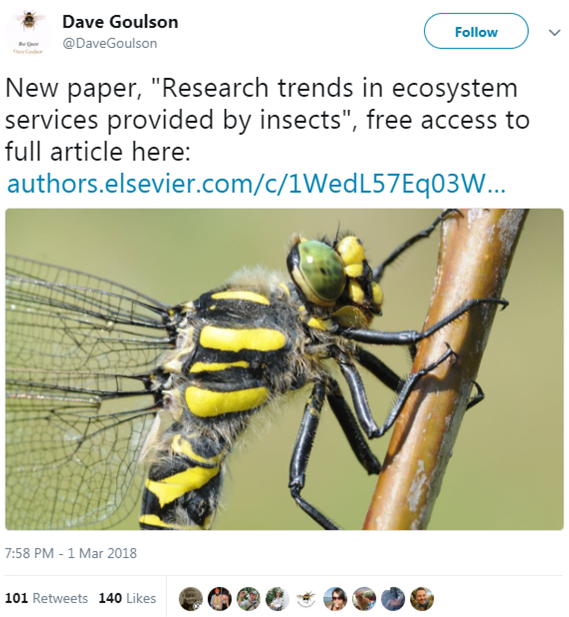 Dave Goulson
@DaveGoulson
Follow
New paper, "Research trends in ecosystem
services provided by insects", free access to
full article here:
authors.elsevier.com/c/1WedL57Eq03W...
7:58 PM - 1 Mar 2018
101 Retweets 140 Likes